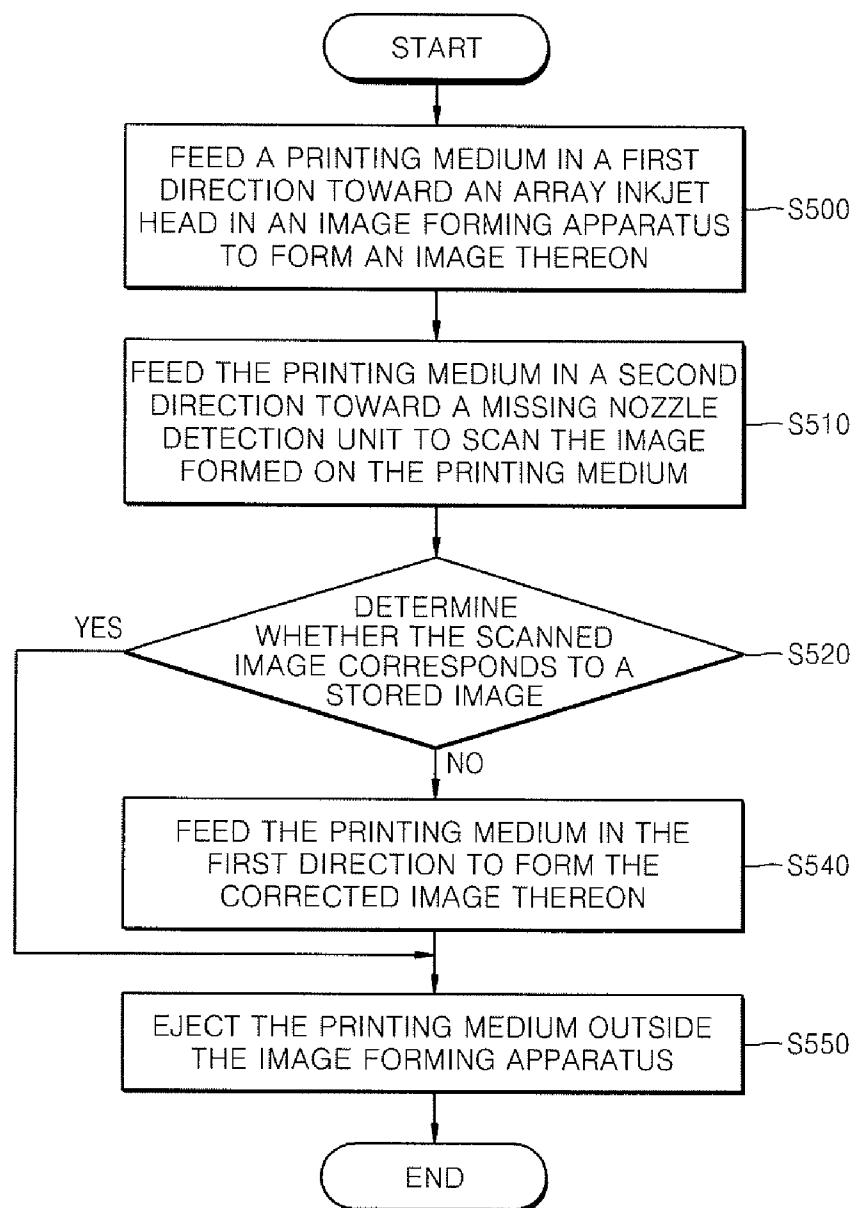 START
FEED A PRINTING MEDIUM IN A FIRST
DIRECTION TOWARD AN ARRAY INKJET
HEAD IN AN IMAGE FORMING APPARATUS
TO FORM AN IMAGE THEREON
S500
FEED THE PRINTING MEDIUM IN A SECOND
DIRECTION TOWARD A MISSING NOZZLE
DETECTION UNIT TO SCAN THE IMAGE
FORMED ON THE PRINTING MEDIUM
S510
YES
DETERMINE
WHETHER THE SCANNED
IMAGE CORRESPONDS TO A
STORED IMAGE
S520
NO
FEED THE PRINTING MEDIUM IN THE
FIRST DIRECTION TO FORM THE
CORRECTED IMAGE THEREON
S540
EJECT THE PRINTING MEDIUM OUTSIDE
THE IMAGE FORMING APPARATUS
S550
END